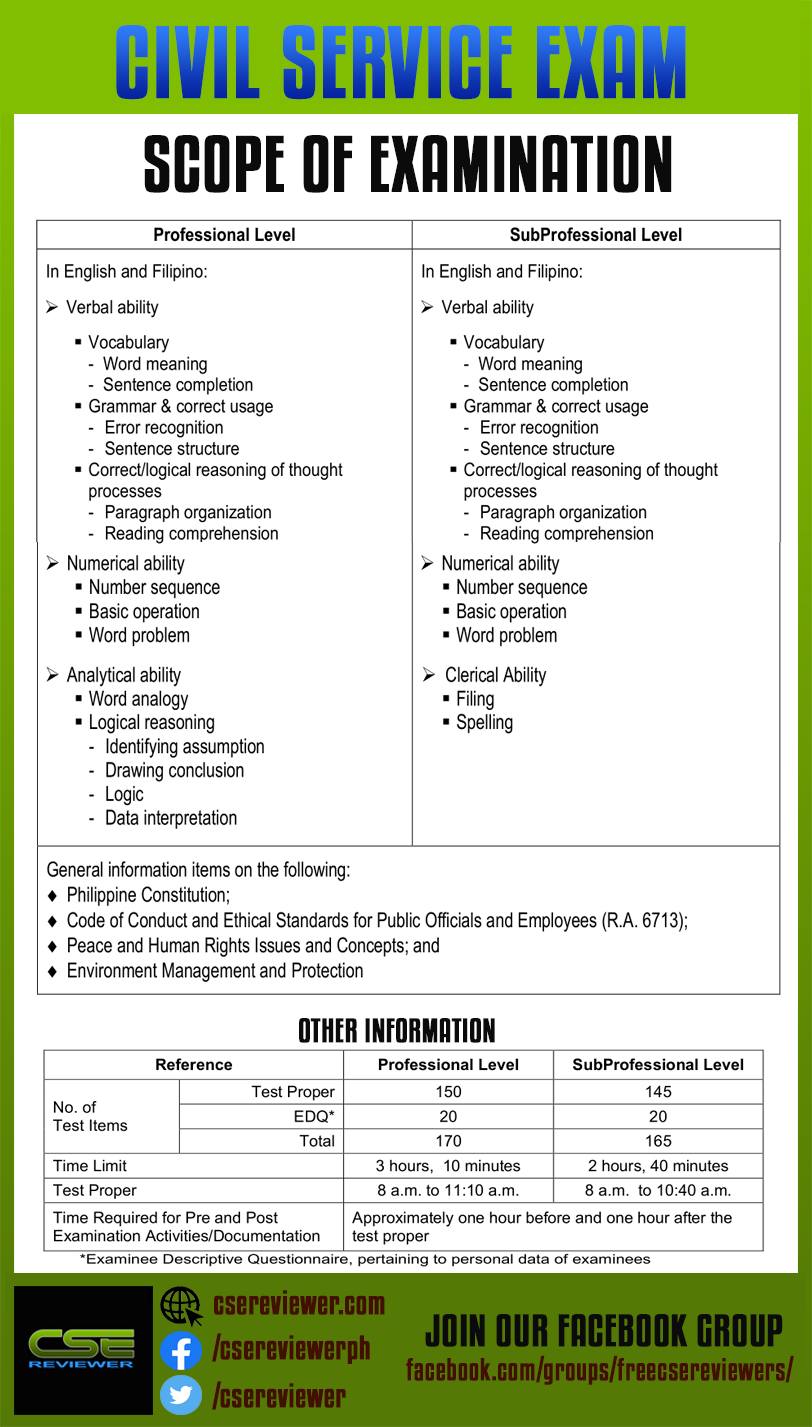 CIVIL SERVICE EXAM
SCOPE OF EXAMINATION
Professional Level
SubProfessional Level
In English and Filipino:
➢ Verbal ability
▪ Vocabulary
- Word meaning
- Sentence completion
▪ Grammar & correct usage
- Error recognition
- Sentence structure
▪ Correct/logical reasoning of thought
processes
- Paragraph organization
- Reading comprehension
➢ Numerical ability
▪ Number sequence
▪ Basic operation
▪ Word problem
➢ Analytical ability
▪ Word analogy
▪ Logical reasoning
- Identifying assumption
- Drawing conclusion
- Logic
- Data interpretation
In English and Filipino:
➢ Verbal ability
▪ Vocabulary
- Word meaning
- Sentence completion
▪ Grammar & correct usage
- Error recognition
- Sentence structure
▪ Correct/logical reasoning of thought
processes
- Paragraph organization
- Reading comprehension
➢ Numerical ability
▪ Number sequence
▪ Basic operation
▪ Word problem
➢ Clerical Ability
▪ Filing
▪ Spelling
General information items on the following:
♦ Philippine Constitution;
♦ Code of Conduct and Ethical Standards for Public Officials and Employees (R.A. 6713);
♦ Peace and Human Rights Issues and Concepts; and
♦ Environment Management and Protection
OTHER INFORMATION
Reference Professional Level SubProfessional Level
No. of
Test Items
Test Proper 150 145
EDQ* 20 20
Total 170 165
Time Limit 3 hours, 10 minutes 2 hours, 40 minutes
Test Proper 8 a.m. to 11:10 a.m. 8 a.m. to 10:40 a.m.
Time Required for Pre and Post
Examination Activities/Documentation
Approximately one hour before and one hour after the
test proper
*Examinee Descriptive Questionnaire, pertaining to personal data of examinees
CSE
REVIEWER
csereviewer.com
/csereviewerph
/csereviewer
JOIN OUR FACEBOOK GROUP
facebook.com/groups/freecsereviewers/